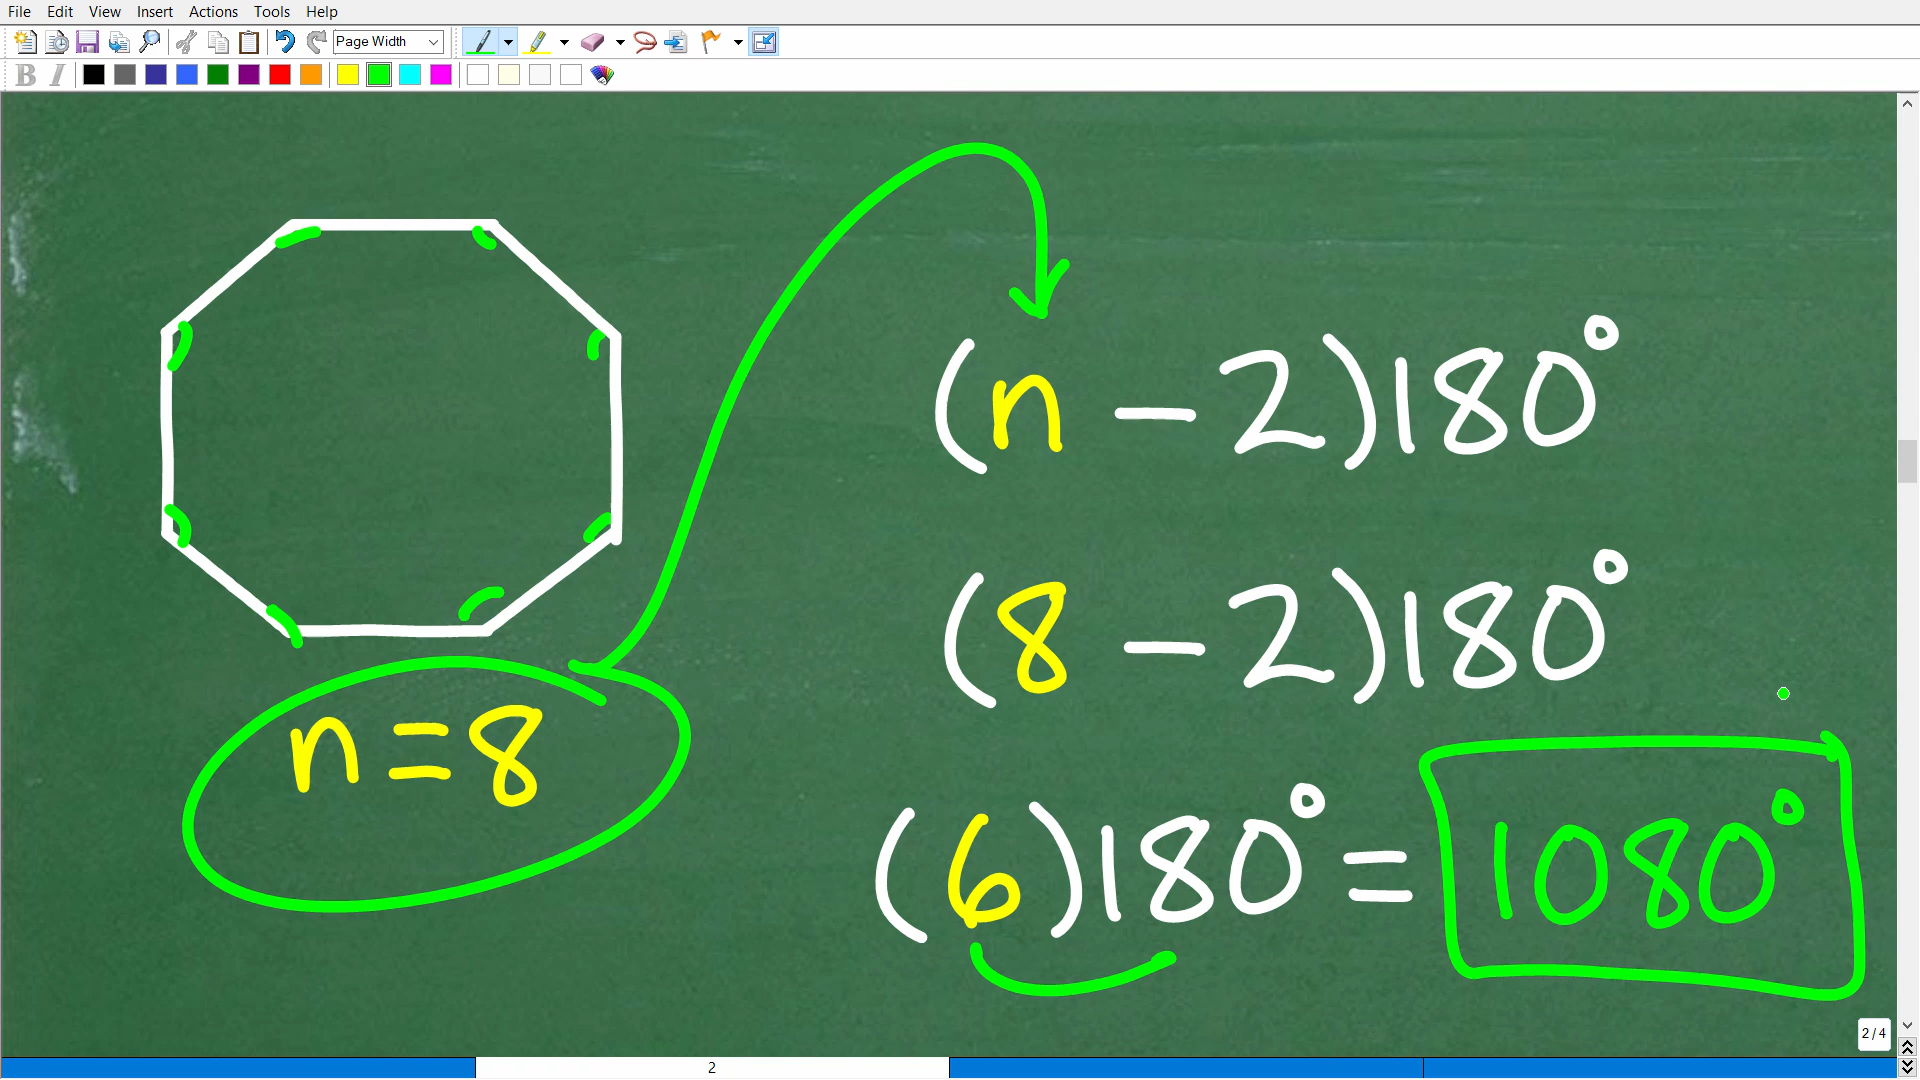 File Edit View Insert Actions Tools Help
Page Width
B I
(n - 2)180°
(8 - 2)180°
n = 8
(6)180° = 1080°
2 / 4
2